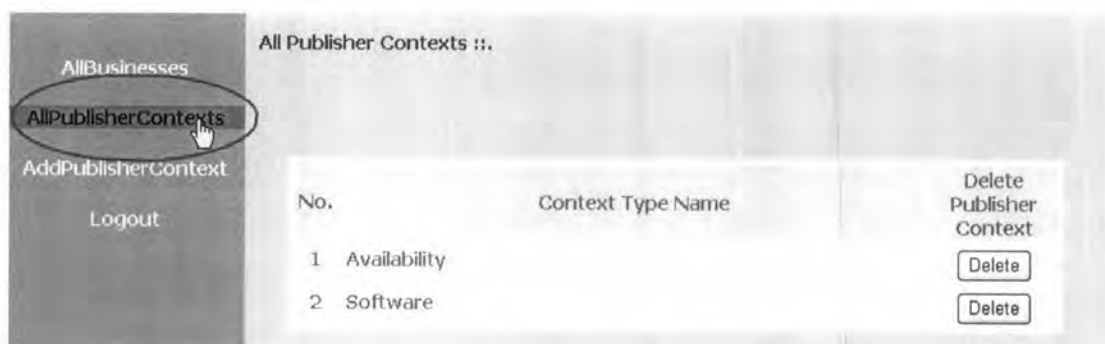 AllBusinesses
AllPublisherContexts
AddPublisherContext
Logout
All Publisher Contexts ::.
No.
Context Type Name
Delete
Publisher
Context
1 Availability
Delete
2 Software
Delete